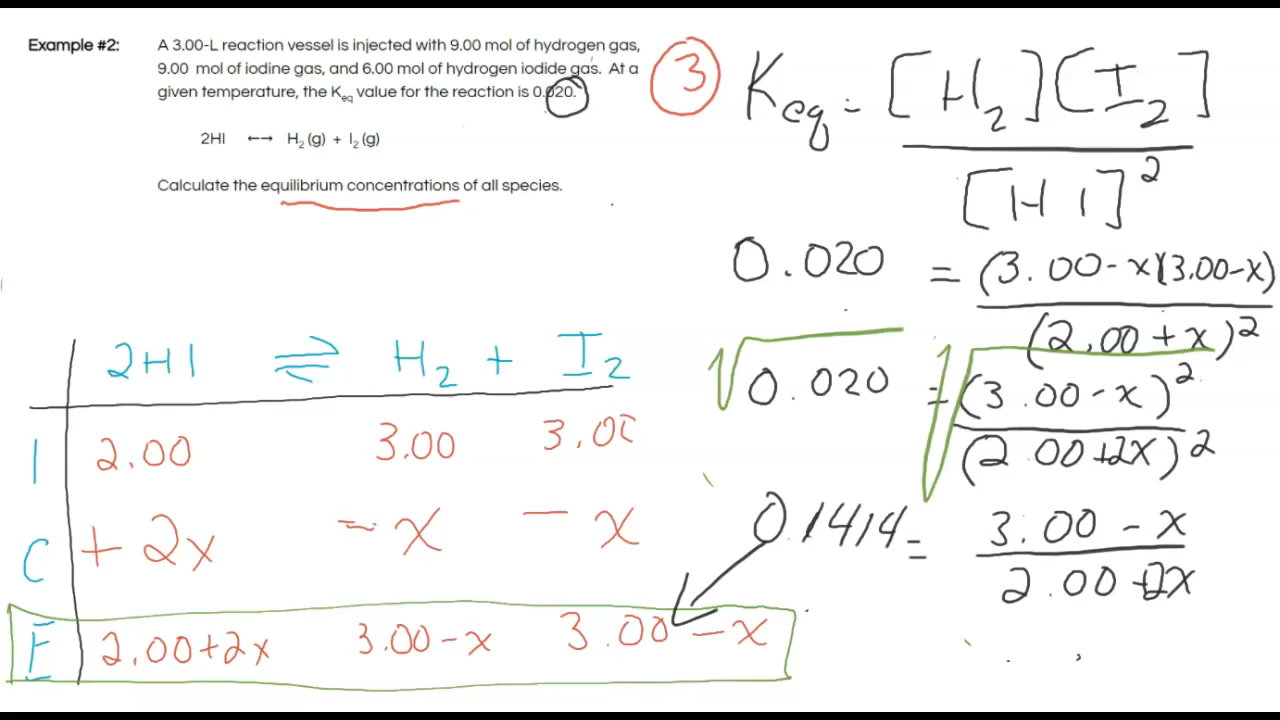 Example #2: A 3.00-L reaction vessel is injected with 9.00 mol of hydrogen gas,
9.00 mol of iodine gas, and 6.00 mol of hydrogen iodide gas. At a
given temperature, the Keq value for the reaction is 0.020.
2HI ←→ H₂ (g) + I₂ (g)
Calculate the equilibrium concentrations of all species.
2HI ⇌ H₂ + I₂
I 2.00 3.00 3.00
C + 2x - x - x
E 2.00+2x 3.00-x 3.00-x
③ Keq = [H₂][I₂]
[HI]²
0.020 = (3.00-x)(3.00-x)
(2.00+x)²
√0.020 = √(3.00-x)²
(2.00+2x)²
0.1414 = 3.00-x
2.00+2x